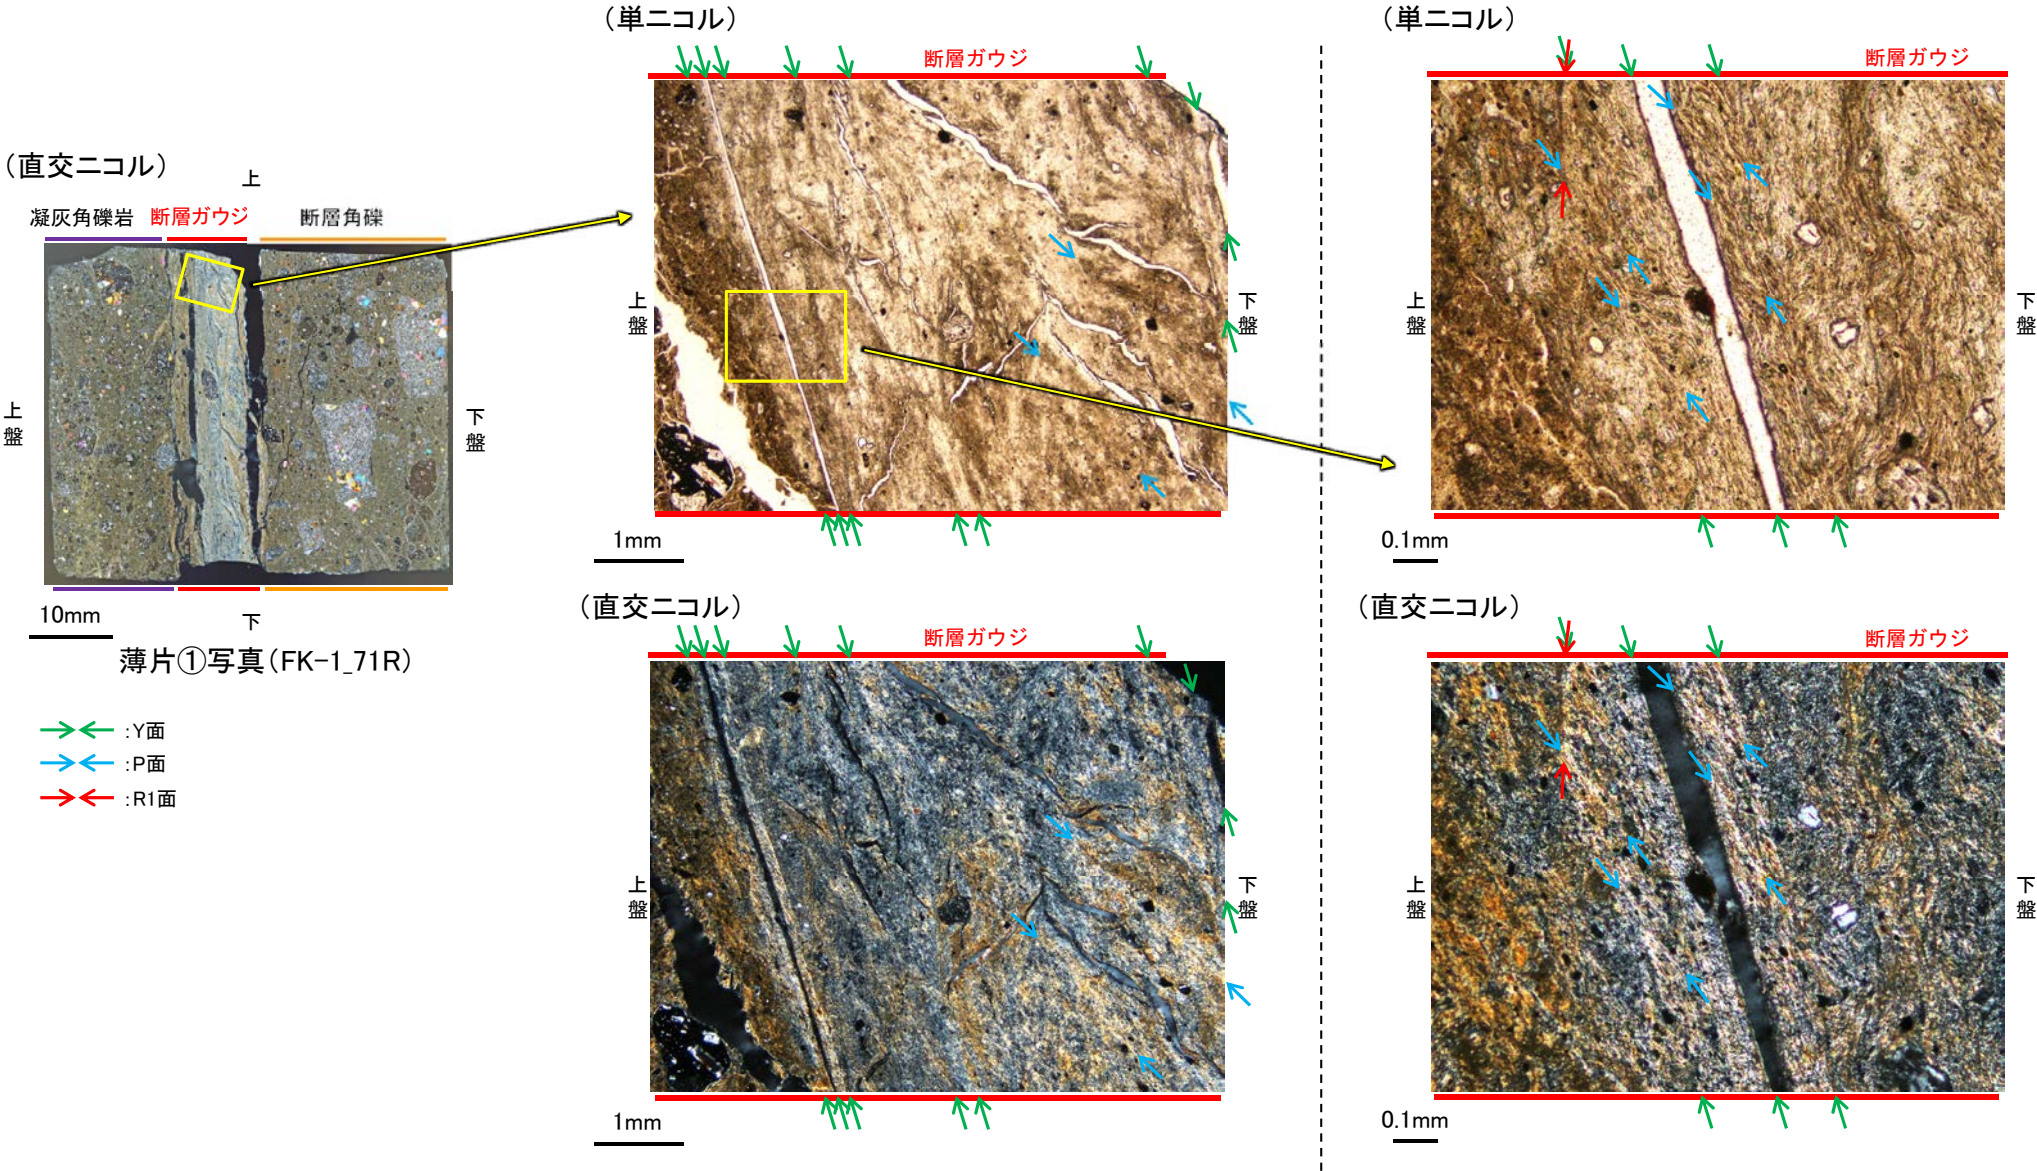 （直交ニコル）
上
凝灰角礫岩 断層ガウジ 断層角礫
上盤
下盤
10mm
下
薄片①写真（FK-1_71R）
:Y面
:P面
:R1面
（単ニコル）
断層ガウジ
上盤
下盤
1mm
（直交ニコル）
断層ガウジ
上盤
下盤
1mm
（単ニコル）
断層ガウジ
上盤
下盤
0.1mm
（直交ニコル）
断層ガウジ
上盤
下盤
0.1mm